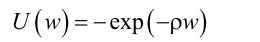 U(w) = −exp(−ρw)